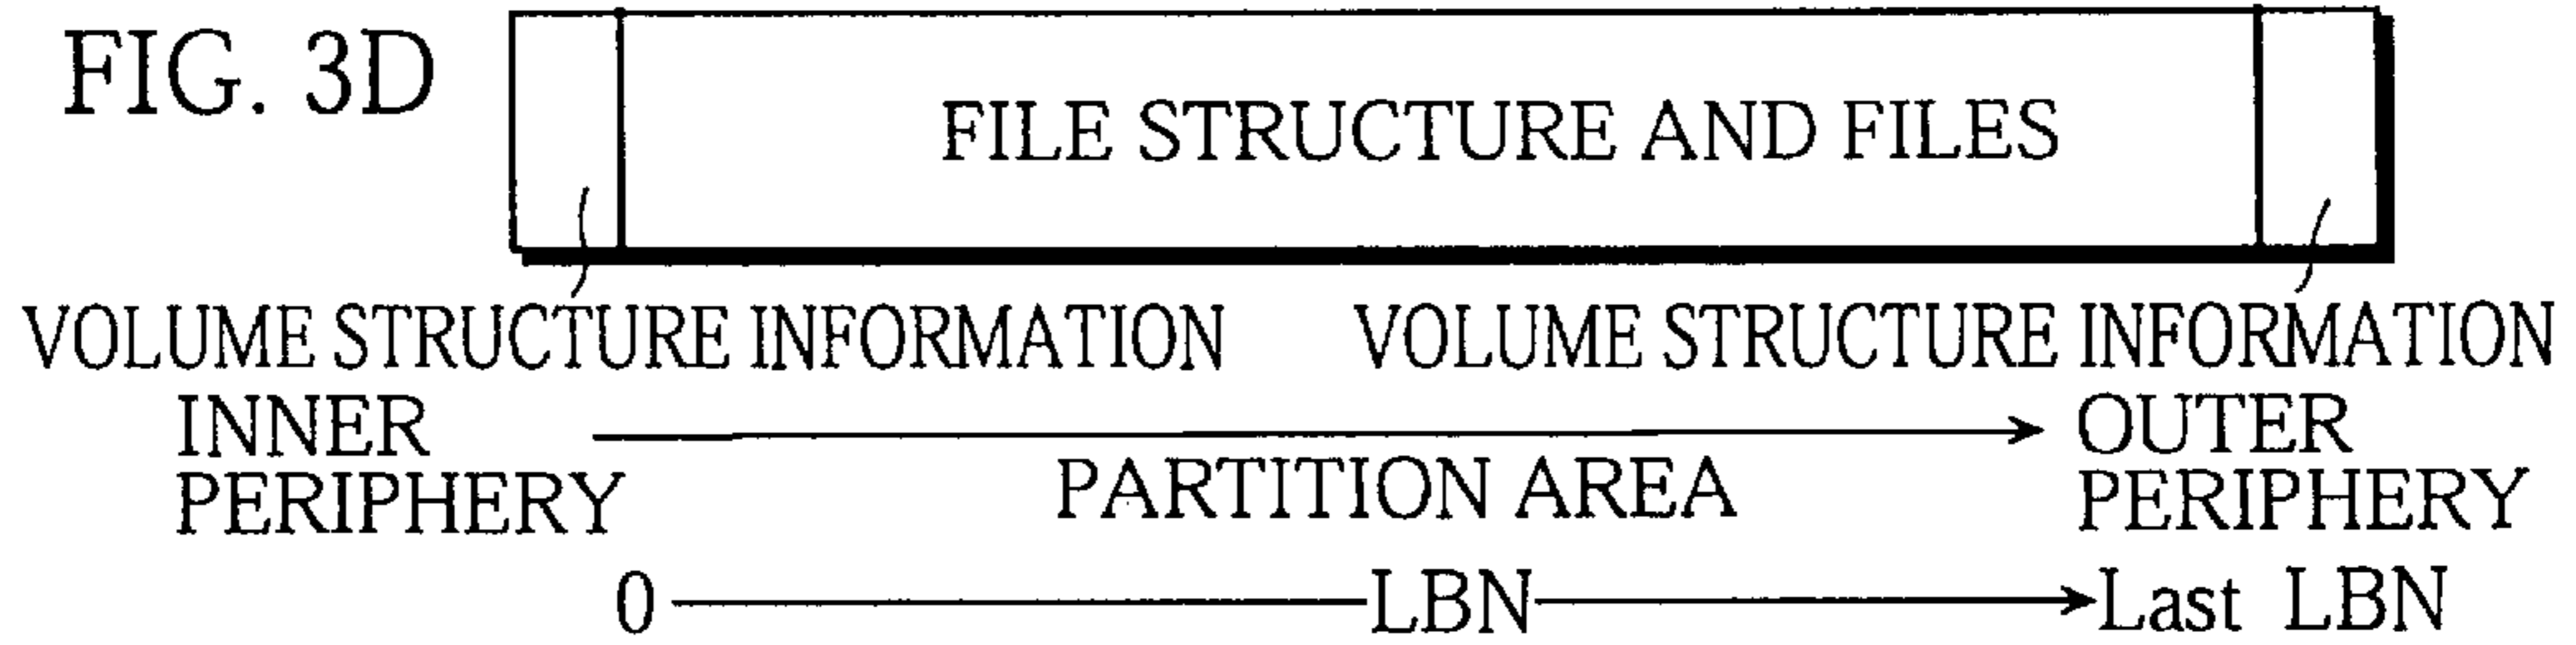 FIG. 3D
FILE STRUCTURE AND FILES
VOLUME STRUCTURE INFORMATION VOLUME STRUCTURE INFORMATION
INNER PERIPHERY
OUTER PERIPHERY
PARTITION AREA
0 LBN Last LBN